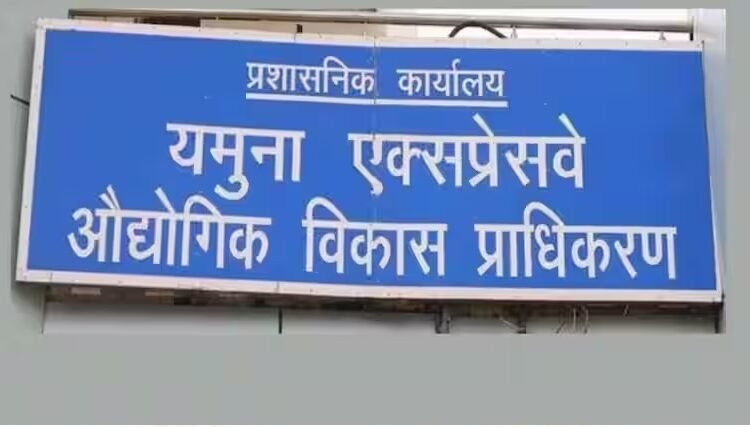 प्रशासनिक कार्यालय
यमुना एक्सप्रेसवे
औद्योगिक विकास प्राधिकरण